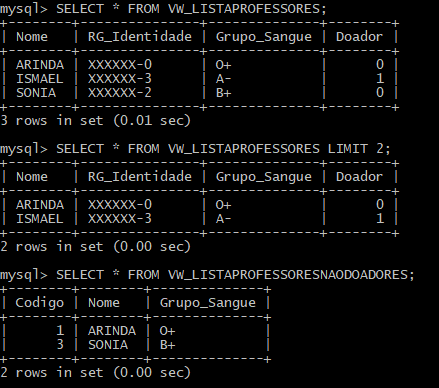 mysql> SELECT * FROM VW_LISTAPROFESSORES;
+--------+--------------+--------------+--------+
| Nome   | RG_Identidade | Grupo_Sangue | Doador |
+--------+--------------+--------------+--------+
| ARINDA | XXXXXX-0      | O+           |      0 |
| ISMAEL | XXXXXX-3      | A-           |      1 |
| SONIA  | XXXXXX-2      | B+           |      0 |
+--------+--------------+--------------+--------+
3 rows in set (0.01 sec)
mysql> SELECT * FROM VW_LISTAPROFESSORES LIMIT 2;
+--------+--------------+--------------+--------+
| Nome   | RG_Identidade | Grupo_Sangue | Doador |
+--------+--------------+--------------+--------+
| ARINDA | XXXXXX-0      | O+           |      0 |
| ISMAEL | XXXXXX-3      | A-           |      1 |
+--------+--------------+--------------+--------+
2 rows in set (0.00 sec)
mysql> SELECT * FROM VW_LISTAPROFESSORESNAODOADORES;
+--------+--------+--------------+
| Codigo | Nome   | Grupo_Sangue |
+--------+--------+--------------+
|      1 | ARINDA | O+           |
|      3 | SONIA  | B+           |
+--------+--------+--------------+
2 rows in set (0.00 sec)